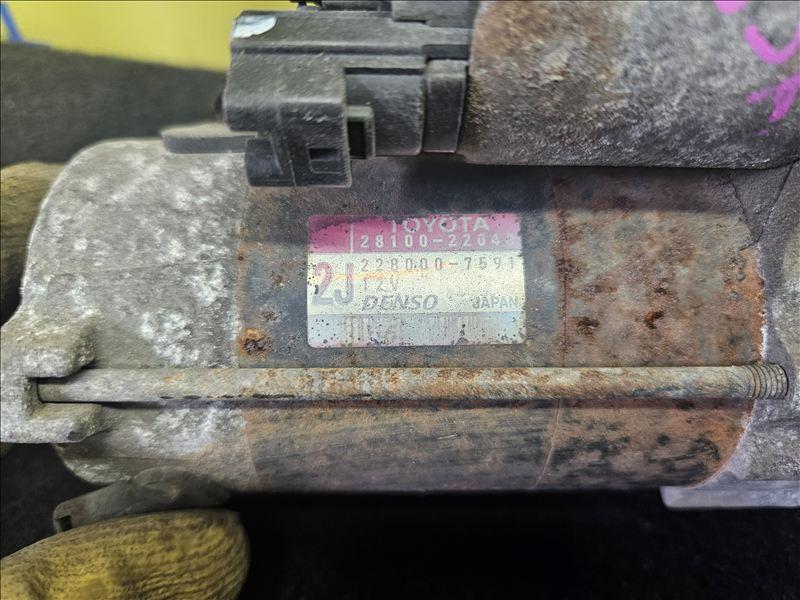 TOYOTA
28100-22040
2J
228000-7591
12V
DENSO JAPAN